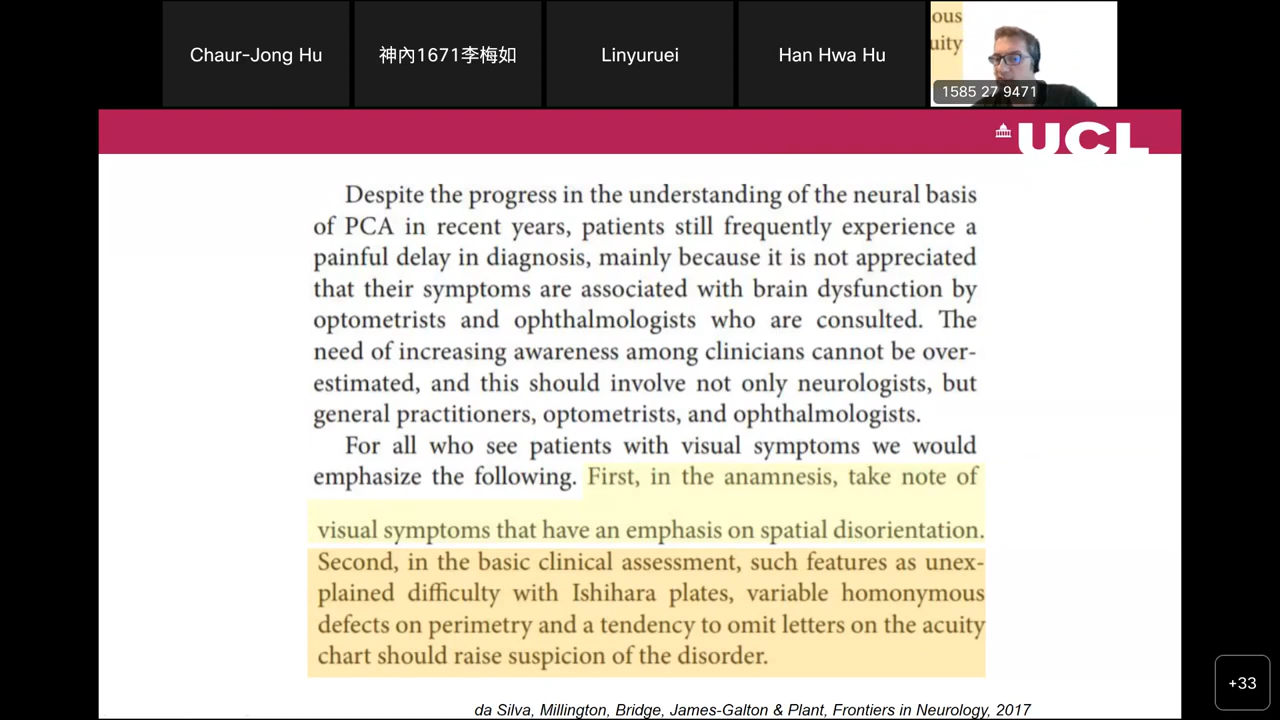 Chaur-Jong Hu
神內1671李梅如
Linyuruei
Han Hwa Hu
ous
uity
1585 27 9471
UCL
Despite the progress in the understanding of the neural basis
of PCA in recent years, patients still frequently experience a
painful delay in diagnosis, mainly because it is not appreciated
that their symptoms are associated with brain dysfunction by
optometrists and ophthalmologists who are consulted. The
need of increasing awareness among clinicians cannot be over-
estimated, and this should involve not only neurologists, but
general practitioners, optometrists, and ophthalmologists.
For all who see patients with visual symptoms we would
emphasize the following. First, in the anamnesis, take note of
visual symptoms that have an emphasis on spatial disorientation.
Second, in the basic clinical assessment, such features as unex-
plained difficulty with Ishihara plates, variable homonymous
defects on perimetry and a tendency to omit letters on the acuity
chart should raise suspicion of the disorder.
da Silva, Millington, Bridge, James-Galton & Plant, Frontiers in Neurology, 2017
+33